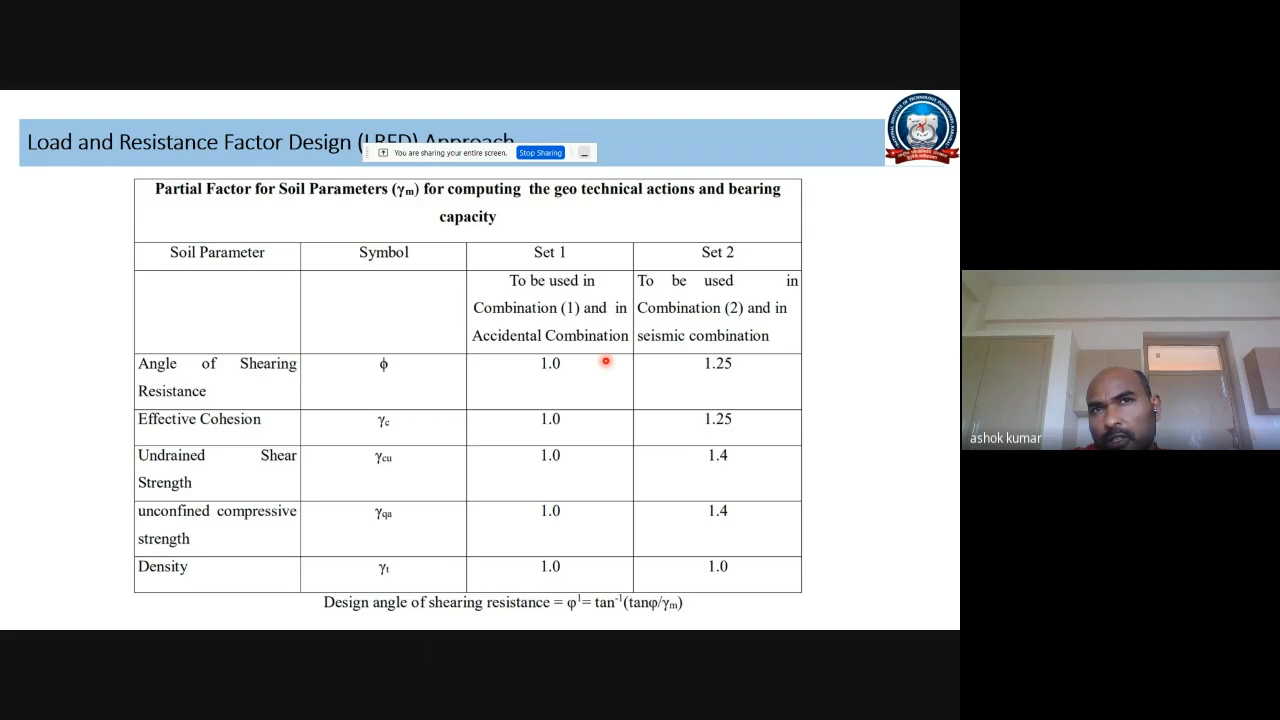 Load and Resistance Factor Design (LRFD) Approach
You are sharing your entire screen. Stop Sharing
Partial Factor for Soil Parameters (γm) for computing the geo technical actions and bearing
capacity
Soil Parameter Symbol Set 1 Set 2
To be used in To be used in
Combination (1) and in Combination (2) and in
Accidental Combination seismic combination
Angle of Shearing ϕ 1.0 1.25
Resistance
Effective Cohesion γc 1.0 1.25
Undrained Shear γcu 1.0 1.4
Strength
unconfined compressive γqa 1.0 1.4
strength
Density γt 1.0 1.0
Design angle of shearing resistance = φ¹= tan⁻¹(tanφ/γm)
ashok kumar